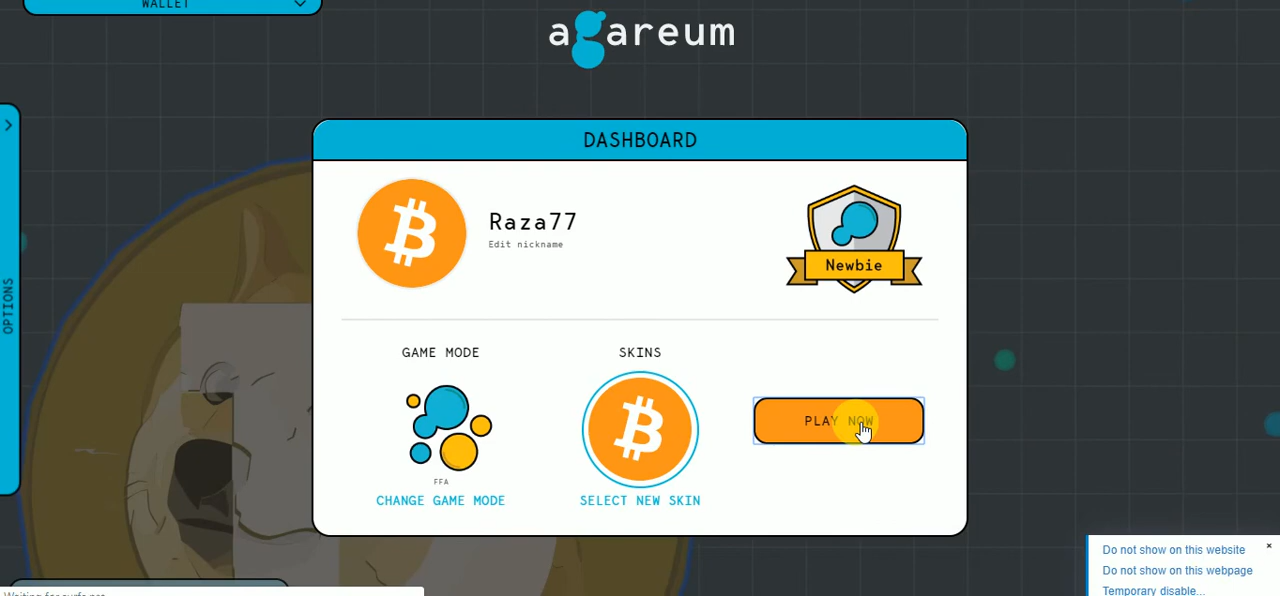 WALLET
agareum
OPTIONS
DASHBOARD
Raza77
Edit nickname
Newbie
GAME MODE
SKINS
FFA
PLAY NOW
CHANGE GAME MODE
SELECT NEW SKIN
Do not show on this website
×
Do not show on this webpage
Temporary disable...